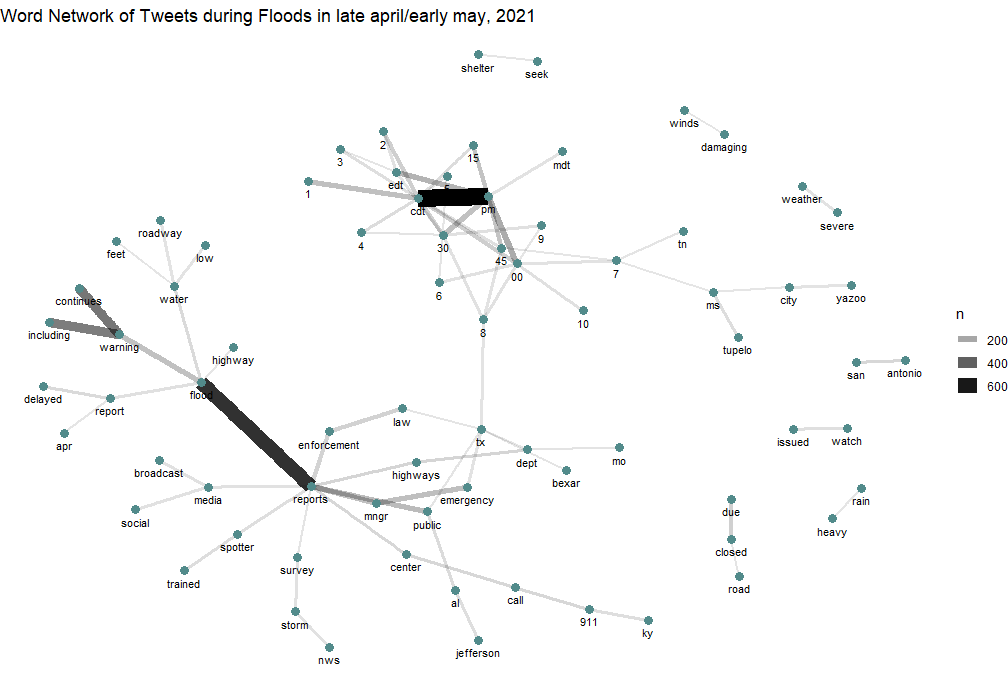 Word Network of Tweets during Floods in late april/early may, 2021
shelter
seek
winds
damaging
2
15
3
mdt
edt
5
1
weather
cdt
pm
severe
roadway
4
30
9
tn
feet
low
45
7
00
continues
water
6
ms
city
yazoo
including
warning
8
10
n
200
highway
tupelo
400
san
antonio
600
delayed
flood
report
law
apr
enforcement
tx
issued
watch
broadcast
highways
dept
mo
bexar
media
reports
emergency
rain
social
mngr
public
due
heavy
spotter
closed
trained
survey
center
road
al
call
storm
911
ky
nws
jefferson